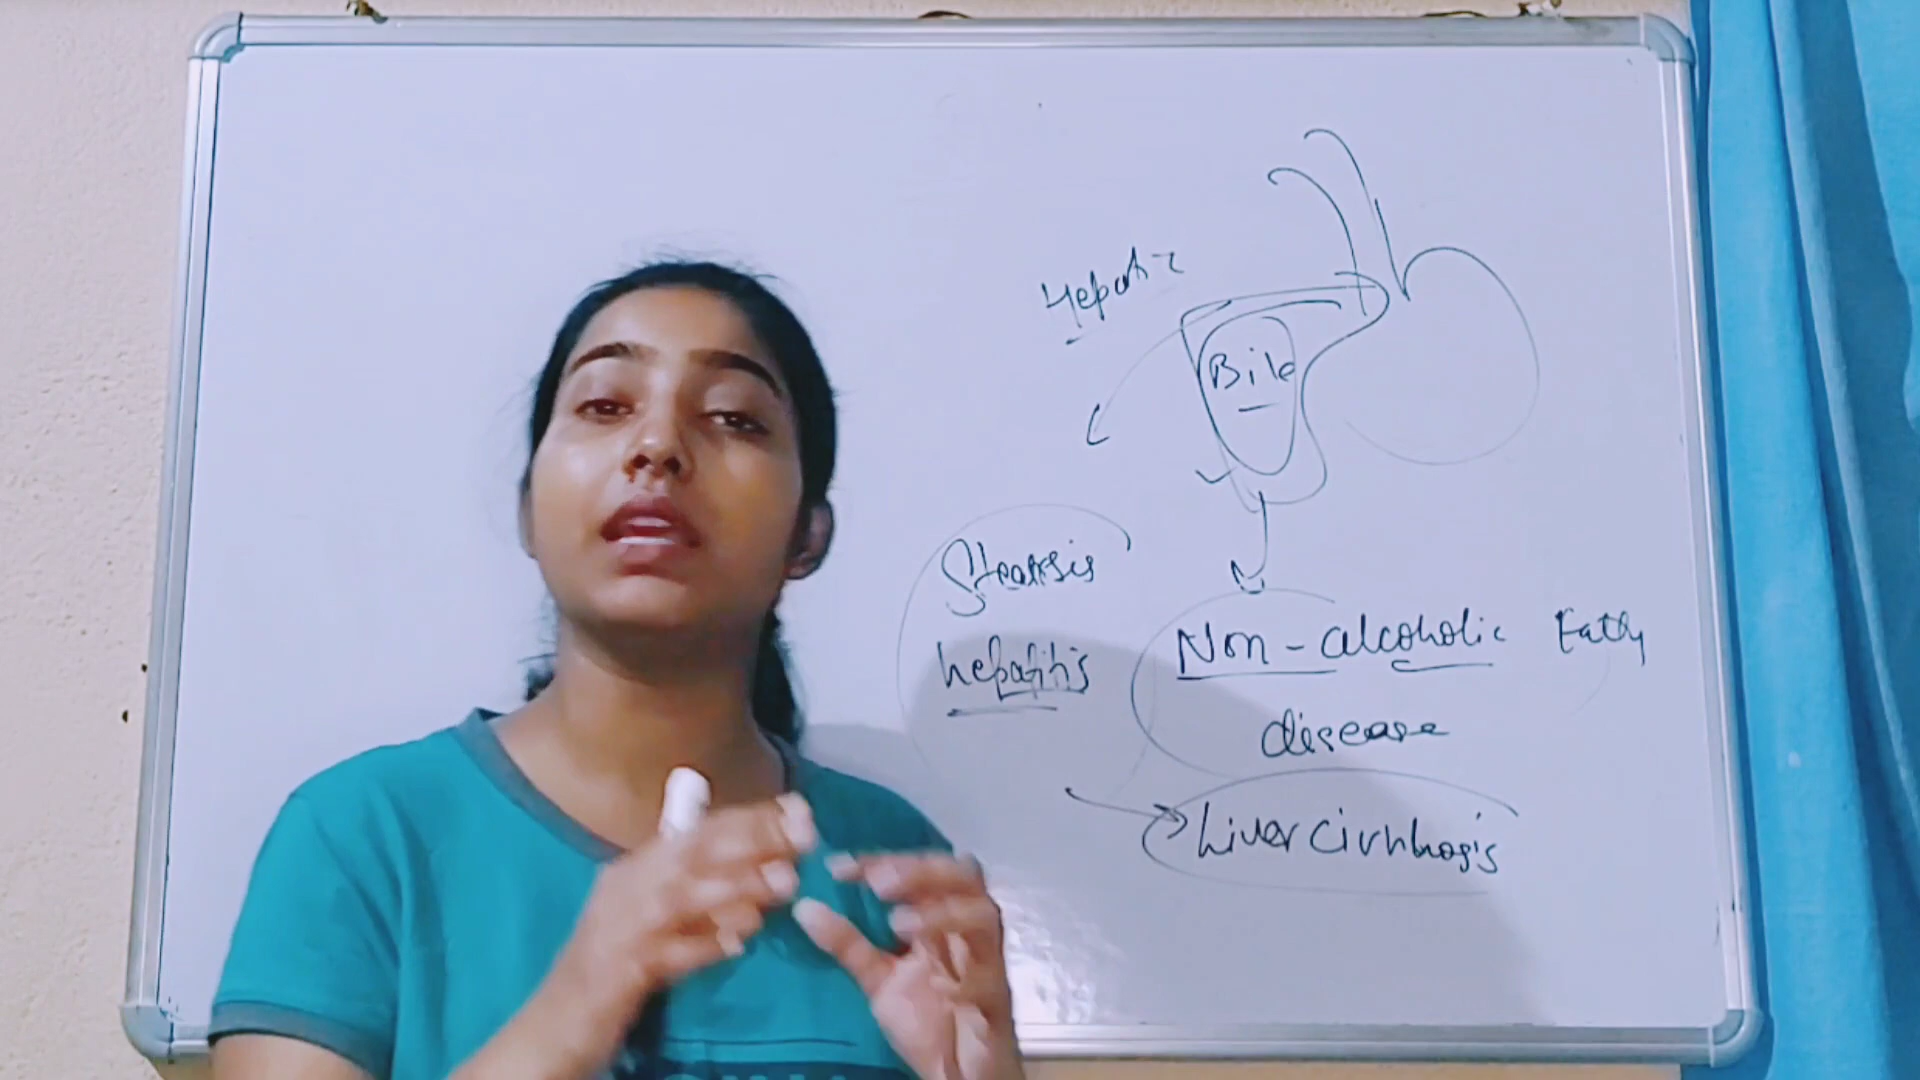 Hepatic
Bile
Steatosis
hepatitis
Non-alcoholic Fatty
disease
Liver Cirrhosis